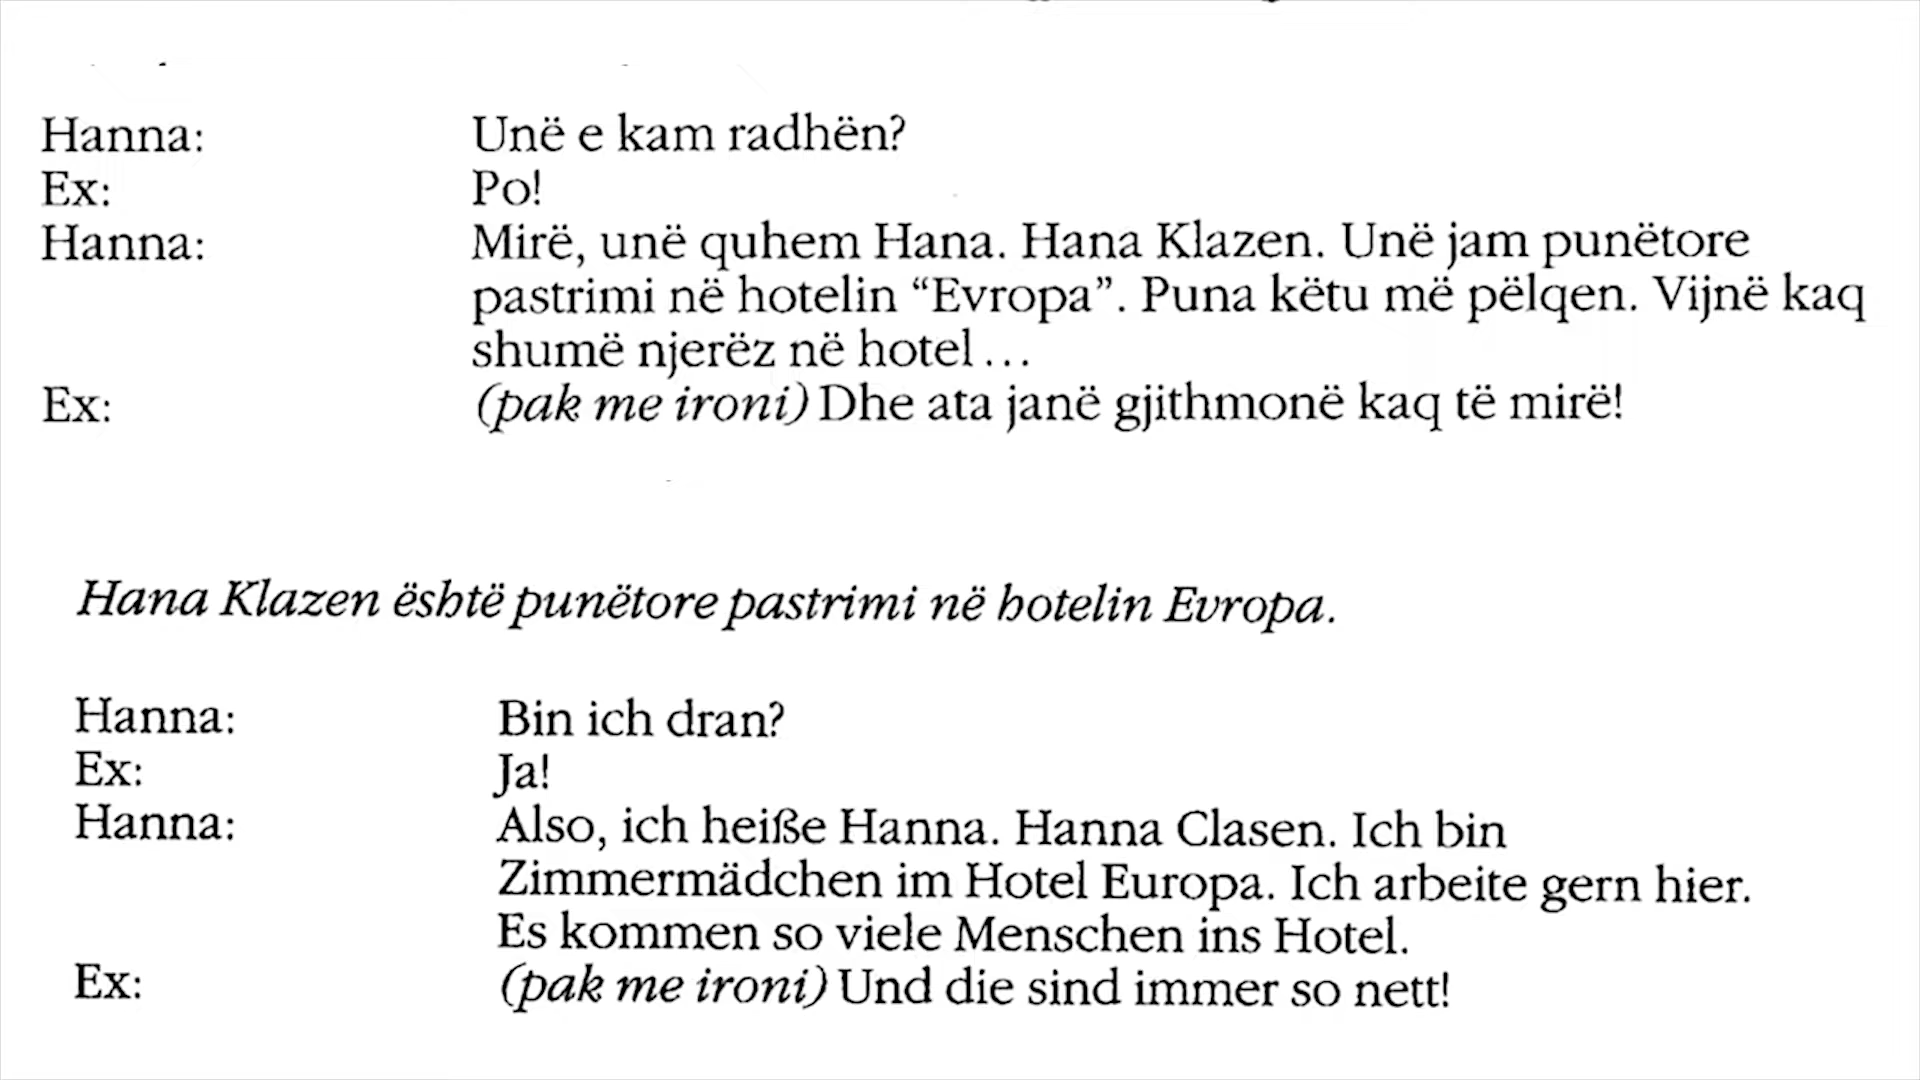 Hanna: Unë e kam radhën?
Ex: Po!
Hanna: Mirë, unë quhem Hana. Hana Klazen. Unë jam punëtore
pastrimi në hotelin “Evropa”. Puna këtu më pëlqen. Vijnë kaq
shumë njerëz në hotel…
Ex: (pak me ironi) Dhe ata janë gjithmonë kaq të mirë!
Hana Klazen është punëtore pastrimi në hotelin Evropa.
Hanna: Bin ich dran?
Ex: Ja!
Hanna: Also, ich heiße Hanna. Hanna Clasen. Ich bin
Zimmermädchen im Hotel Europa. Ich arbeite gern hier.
Es kommen so viele Menschen ins Hotel.
Ex: (pak me ironi) Und die sind immer so nett!